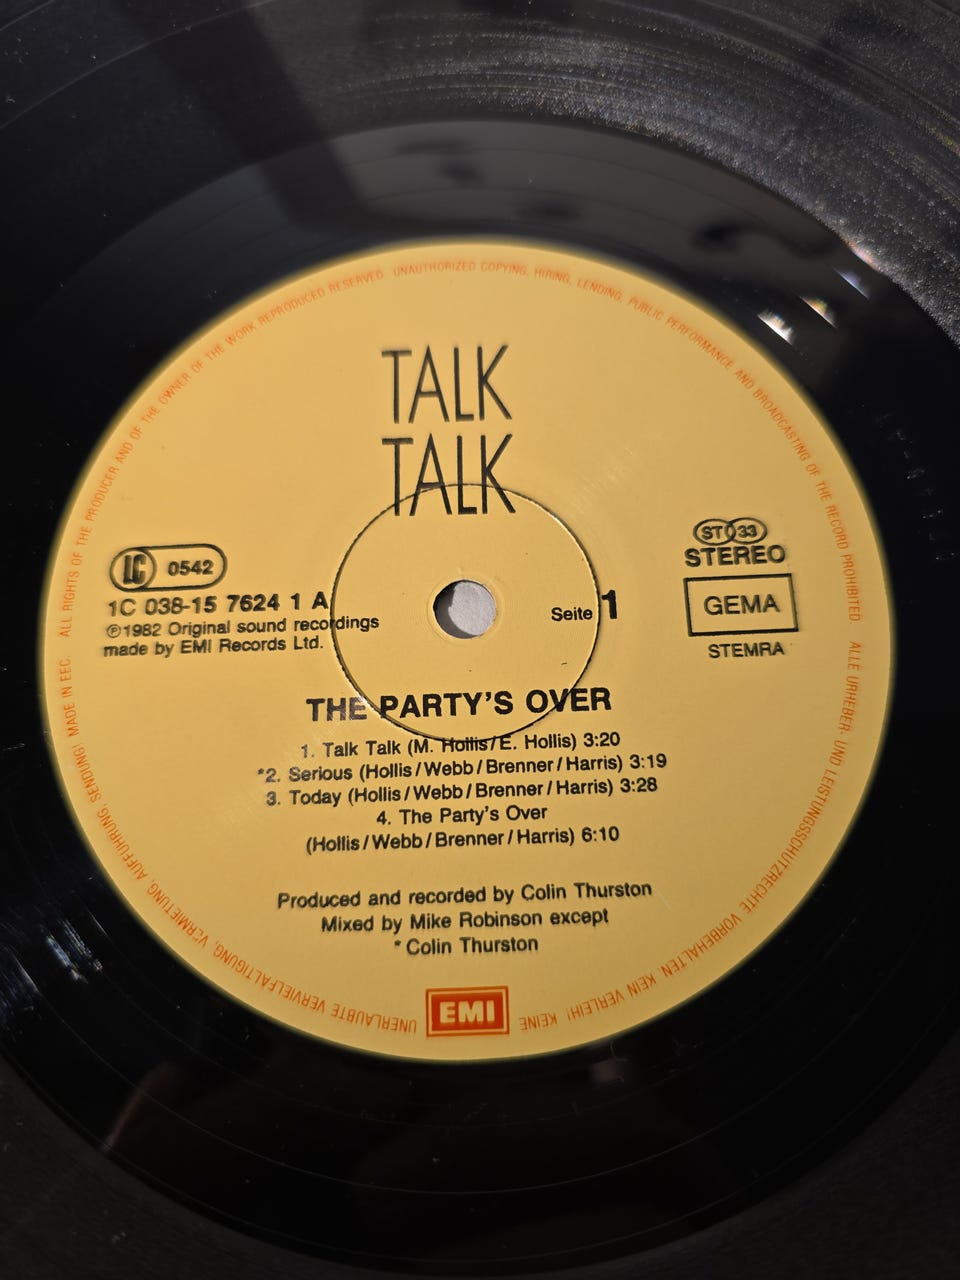 ALL RIGHTS OF THE PRODUCER AND OF THE OWNER OF THE WORK REPRODUCED RESERVED UNAUTHORIZED COPYING, HIRING, LENDING, PUBLIC PERFORMANCE AND BROADCASTING OF THE RECORD PROHIBITED
ALLE URHEBER- UND LEISTUNGSSCHUTZRECHTE VORBEHALTEN. KEIN VERLEIH! KEINE
UNERLAUBTE VERVIELFÄLTIGUNG, VERMIETUNG, AUFFÜHRUNG, SENDUNG! MADE IN EEC.
TALK
TALK
LC 0542
1C 038-15 7624 1 A
℗1982 Original sound recordings
made by EMI Records Ltd.
Seite 1
ST 33
STEREO
GEMA
STEMRA
THE PARTY'S OVER
1. Talk Talk (M. Hollis/E. Hollis) 3:20
*2. Serious (Hollis/Webb/Brenner/Harris) 3:19
3. Today (Hollis/Webb/Brenner/Harris) 3:28
4. The Party's Over
(Hollis/Webb/Brenner/Harris) 6:10
Produced and recorded by Colin Thurston
Mixed by Mike Robinson except
* Colin Thurston
EMI